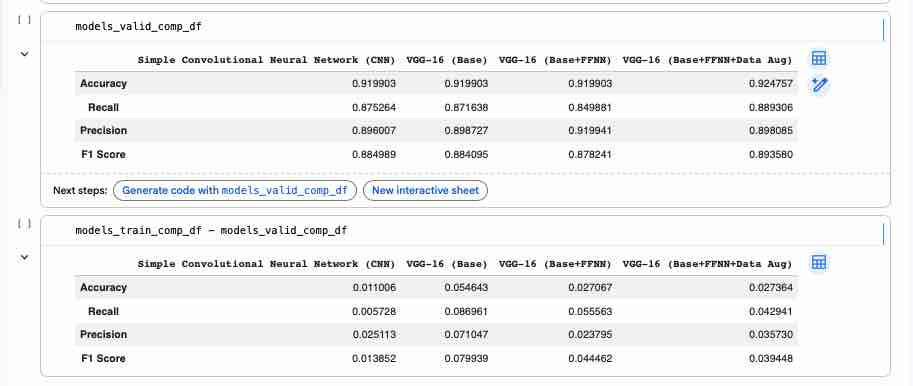 [ ]
models_valid_comp_df
Simple Convolutional Neural Network (CNN) VGG-16 (Base) VGG-16 (Base+FFNN) VGG-16 (Base+FFNN+Data Aug)
Accuracy 0.919903 0.919903 0.919903 0.924757
Recall 0.875264 0.871638 0.849881 0.889306
Precision 0.896007 0.898727 0.919941 0.898085
F1 Score 0.884989 0.884095 0.878241 0.893580
Next steps: Generate code with models_valid_comp_df New interactive sheet
[ ]
models_train_comp_df - models_valid_comp_df
Simple Convolutional Neural Network (CNN) VGG-16 (Base) VGG-16 (Base+FFNN) VGG-16 (Base+FFNN+Data Aug)
Accuracy 0.011006 0.054643 0.027067 0.027364
Recall 0.005728 0.086961 0.055563 0.042941
Precision 0.025113 0.071047 0.023795 0.035730
F1 Score 0.013852 0.079939 0.044462 0.039448